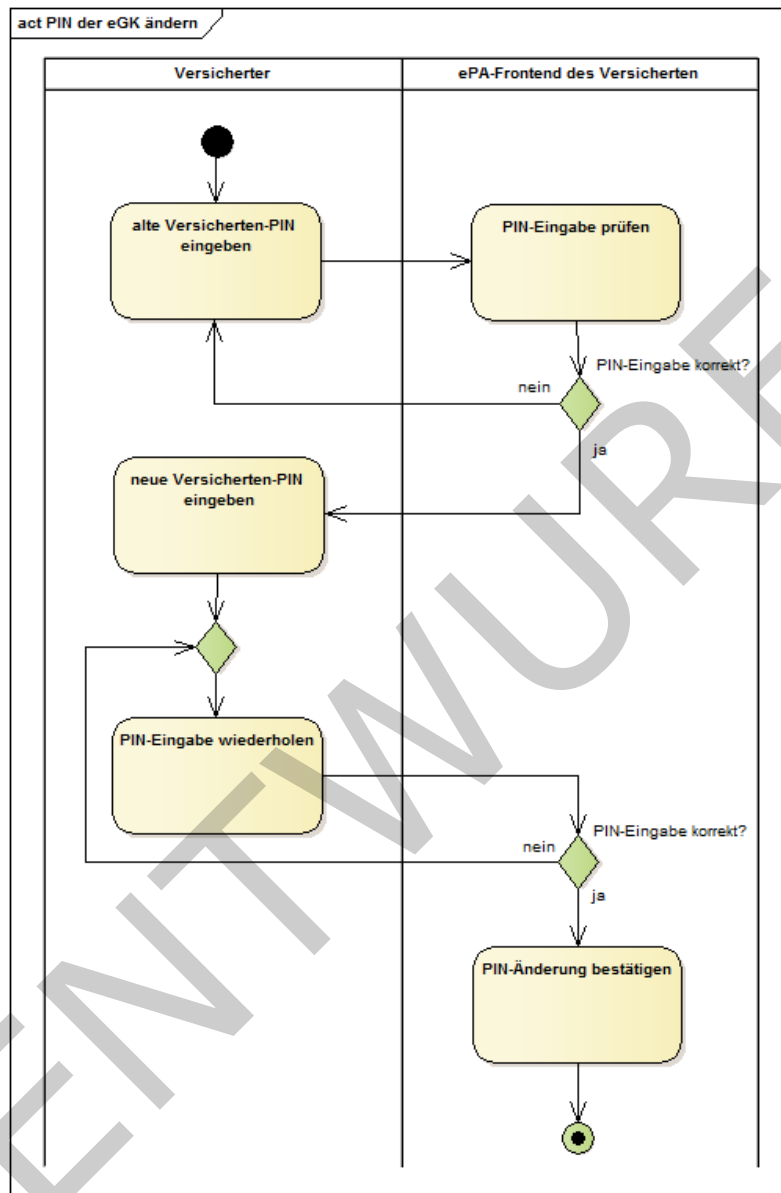 act PIN der eGK ändern
Versicherter
ePA-Frontend des Versicherten
alte Versicherten-PIN
eingeben
PIN-Eingabe prüfen
PIN-Eingabe korrekt?
nein
ja
neue Versicherten-PIN
eingeben
PIN-Eingabe wiederholen
PIN-Eingabe korrekt?
nein
ja
PIN-Änderung bestätigen
ENTWURF